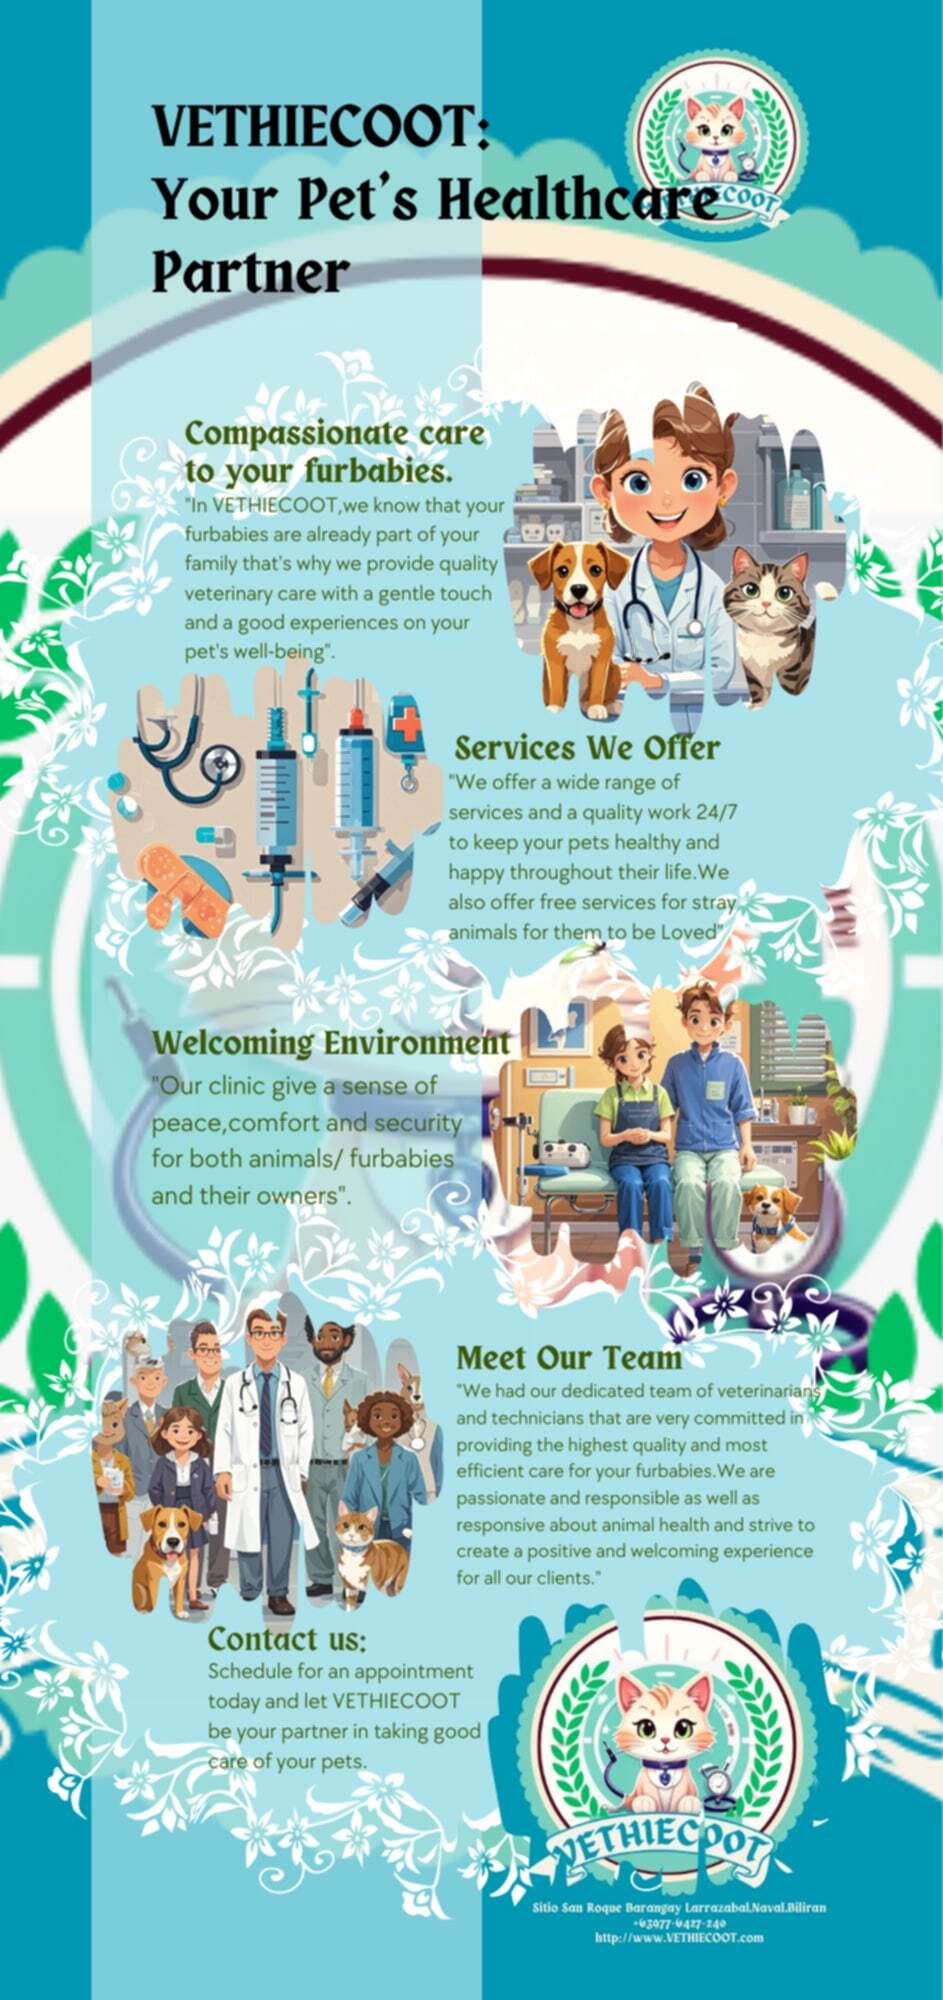 VETHIECOOT:
Your Pet's Healthcare
Partner
COOT
Compassionate care
to your furbabies.
"In VETHIECOOT,we know that your
furbabies are already part of your
family that's why we provide quality
veterinary care with a gentle touch
and a good experiences on your
pet's well-being".
Services We Offer
"We offer a wide range of
services and a quality work 24/7
to keep your pets healthy and
happy throughout their life.We
also offer free services for stray
animals for them to be Loved"
Welcoming Environment
"Our clinic give a sense of
peace,comfort and security
for both animals/ furbabies
and their owners".
Meet Our Team
"We had our dedicated team of veterinarians
and technicians that are very committed in
providing the highest quality and most
efficient care for your furbabies.We are
passionate and responsible as well as
responsive about animal health and strive to
create a positive and welcoming experience
for all our clients."
Contact us:
Schedule for an appointment
today and let VETHIECOOT
be your partner in taking good
care of your pets.
VETHIECOOT
Sitio San Roque Barangay Larrazabal,Naval,Biliran
+63977-6427-240
http://www.VETHIECOOT.com